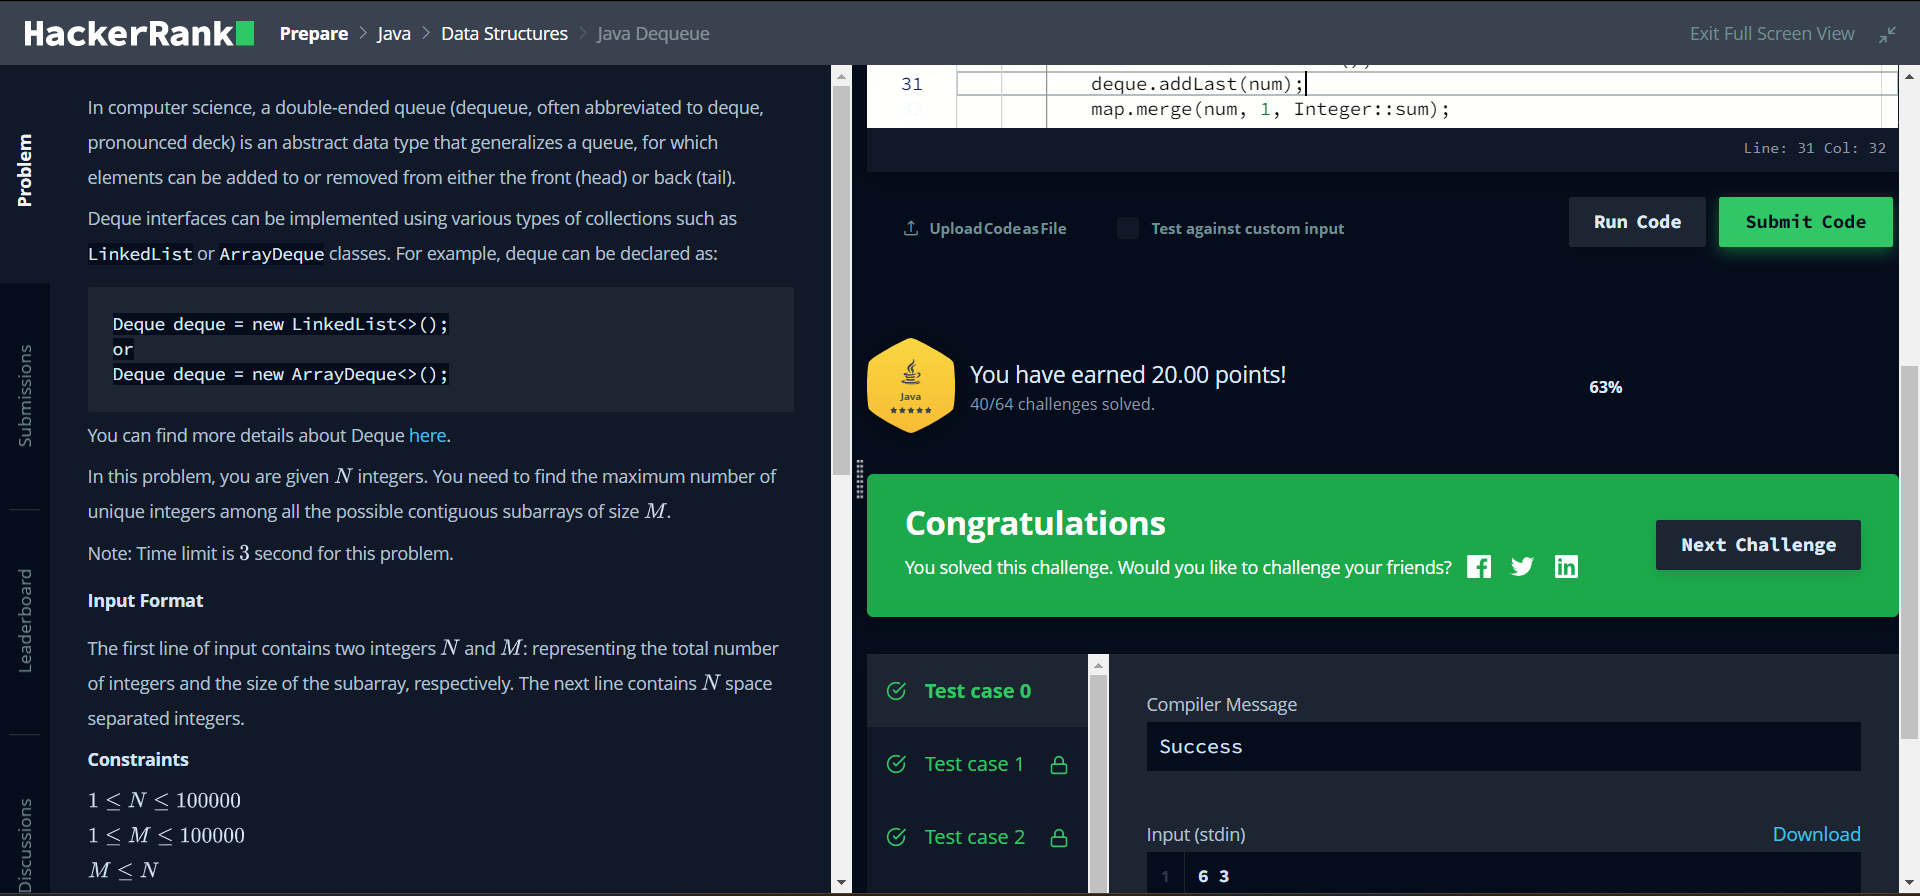 HackerRank
Prepare > Java > Data Structures > Java Dequeue
Exit Full Screen View
Problem
Submissions
Leaderboard
Discussions
In computer science, a double-ended queue (dequeue, often abbreviated to deque,
pronounced deck) is an abstract data type that generalizes a queue, for which
elements can be added to or removed from either the front (head) or back (tail).
Deque interfaces can be implemented using various types of collections such as
LinkedList or ArrayDeque classes. For example, deque can be declared as:
Deque deque = new LinkedList<>();
or
Deque deque = new ArrayDeque<>();
You can find more details about Deque here.
In this problem, you are given N integers. You need to find the maximum number of
unique integers among all the possible contiguous subarrays of size M.
Note: Time limit is 3 second for this problem.
Input Format
The first line of input contains two integers N and M: representing the total number
of integers and the size of the subarray, respectively. The next line contains N space
separated integers.
Constraints
1 ≤ N ≤ 100000
1 ≤ M ≤ 100000
M ≤ N
31 deque.addLast(num);
32 map.merge(num, 1, Integer::sum);
Line: 31 Col: 32
Upload Code as File
Test against custom input
Run Code
Submit Code
Java
You have earned 20.00 points!
40/64 challenges solved.
63%
Congratulations
You solved this challenge. Would you like to challenge your friends?
Next Challenge
Test case 0
Test case 1
Test case 2
Compiler Message
Success
Input (stdin)
Download
1 6 3